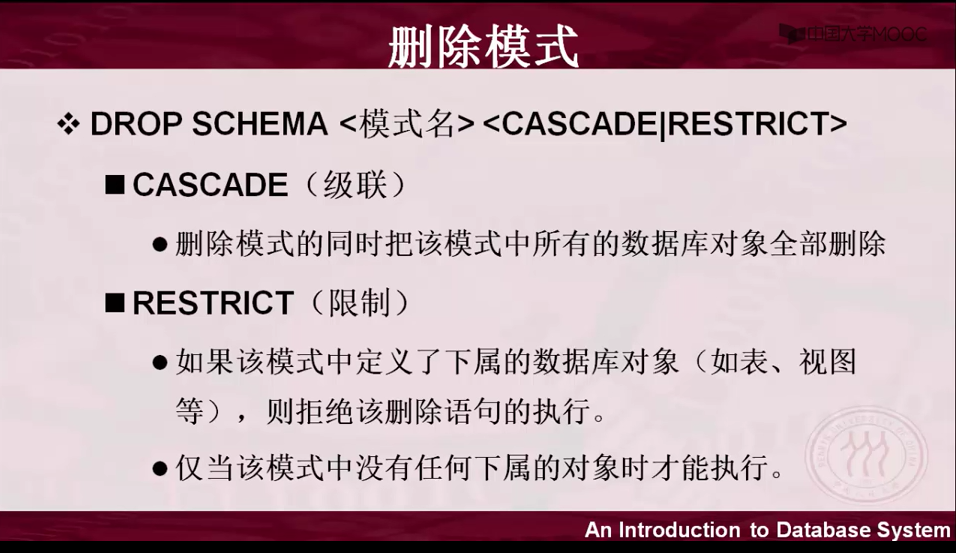 中国大学MOOC
删除模式
❖ DROP SCHEMA <模式名> <CASCADE|RESTRICT>
■ CASCADE（级联）
● 删除模式的同时把该模式中所有的数据库对象全部删除
■ RESTRICT（限制）
● 如果该模式中定义了下属的数据库对象（如表、视图
等），则拒绝该删除语句的执行。
● 仅当该模式中没有任何下属的对象时才能执行。
An Introduction to Database System